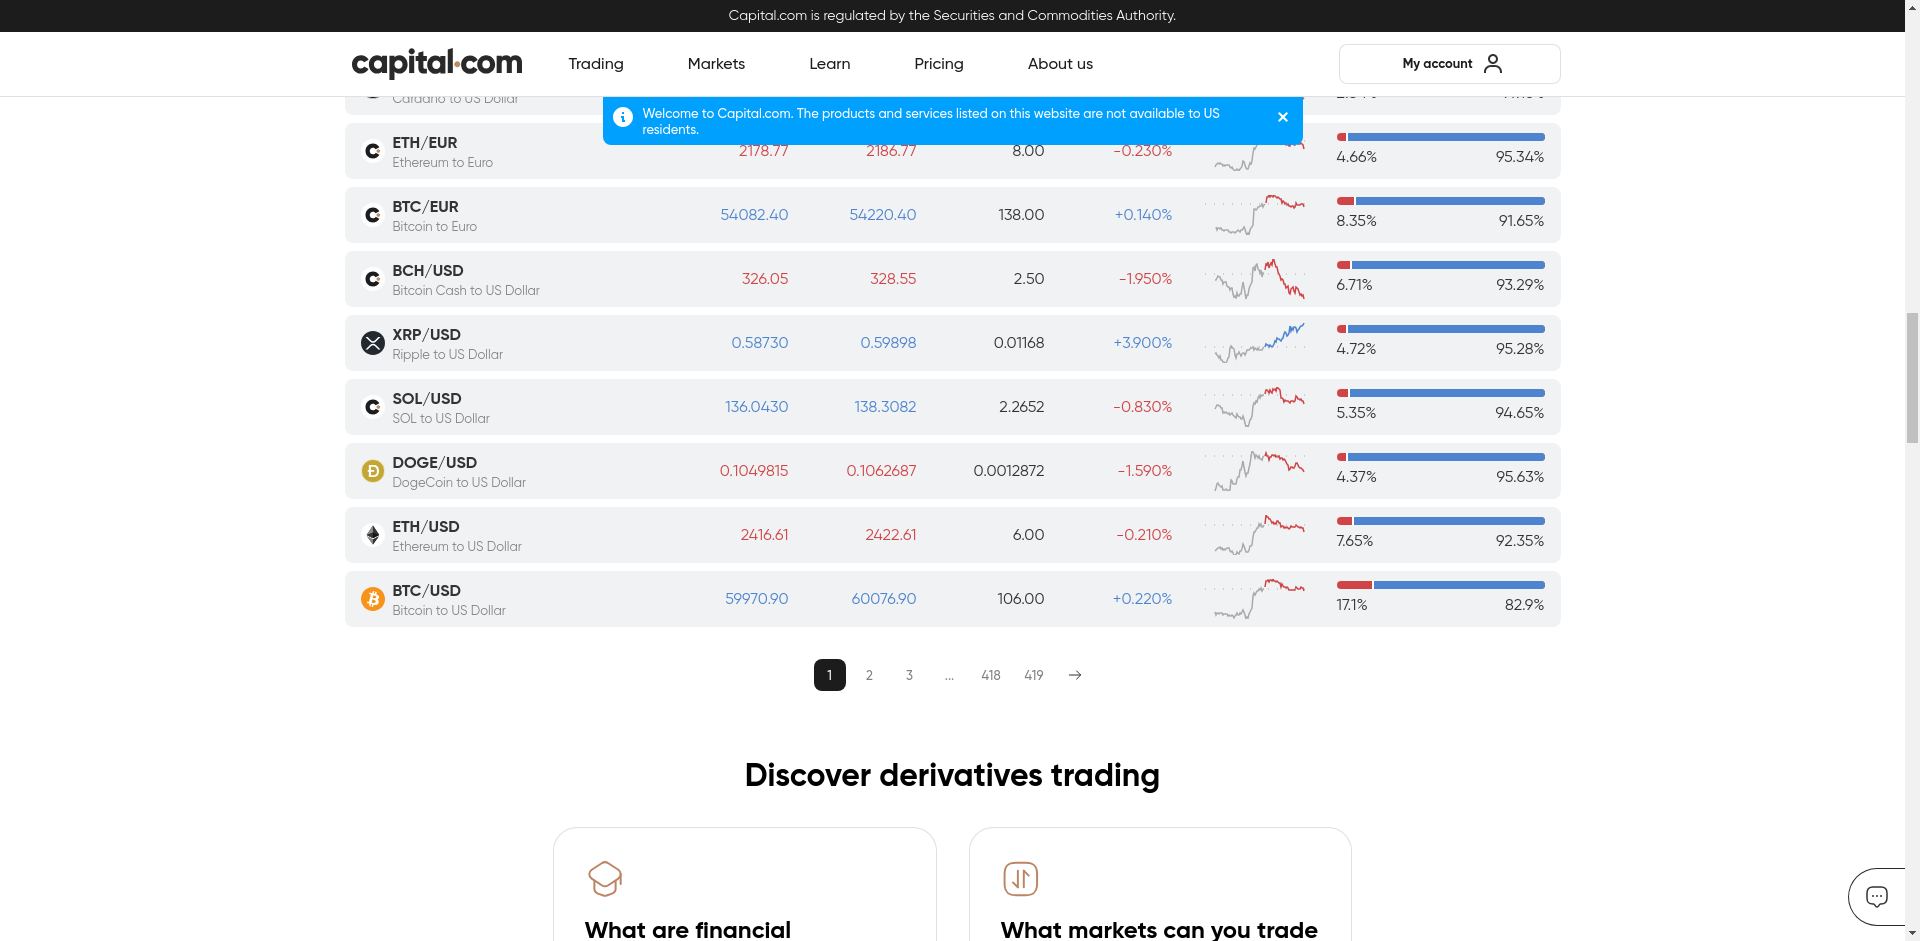 Capital.com is regulated by the Securities and Commodities Authority.
capital.com
Trading
Markets
Learn
Pricing
About us
My account
Welcome to Capital.com. The products and services listed on this website are not available to US
residents.
Cardano to US Dollar
ETH/EUR
Ethereum to Euro
2178.77
2186.77
8.00
-0.230%
4.66%
95.34%
BTC/EUR
Bitcoin to Euro
54082.40
54220.40
138.00
+0.140%
8.35%
91.65%
BCH/USD
Bitcoin Cash to US Dollar
326.05
328.55
2.50
-1.950%
6.71%
93.29%
XRP/USD
Ripple to US Dollar
0.58730
0.59898
0.01168
+3.900%
4.72%
95.28%
SOL/USD
SOL to US Dollar
136.0430
138.3082
2.2652
-0.830%
5.35%
94.65%
DOGE/USD
DogeCoin to US Dollar
0.1049815
0.1062687
0.0012872
-1.590%
4.37%
95.63%
ETH/USD
Ethereum to US Dollar
2416.61
2422.61
6.00
-0.210%
7.65%
92.35%
BTC/USD
Bitcoin to US Dollar
59970.90
60076.90
106.00
+0.220%
17.1%
82.9%
1 2 3 ... 418 419
Discover derivatives trading
What are financial
What markets can you trade